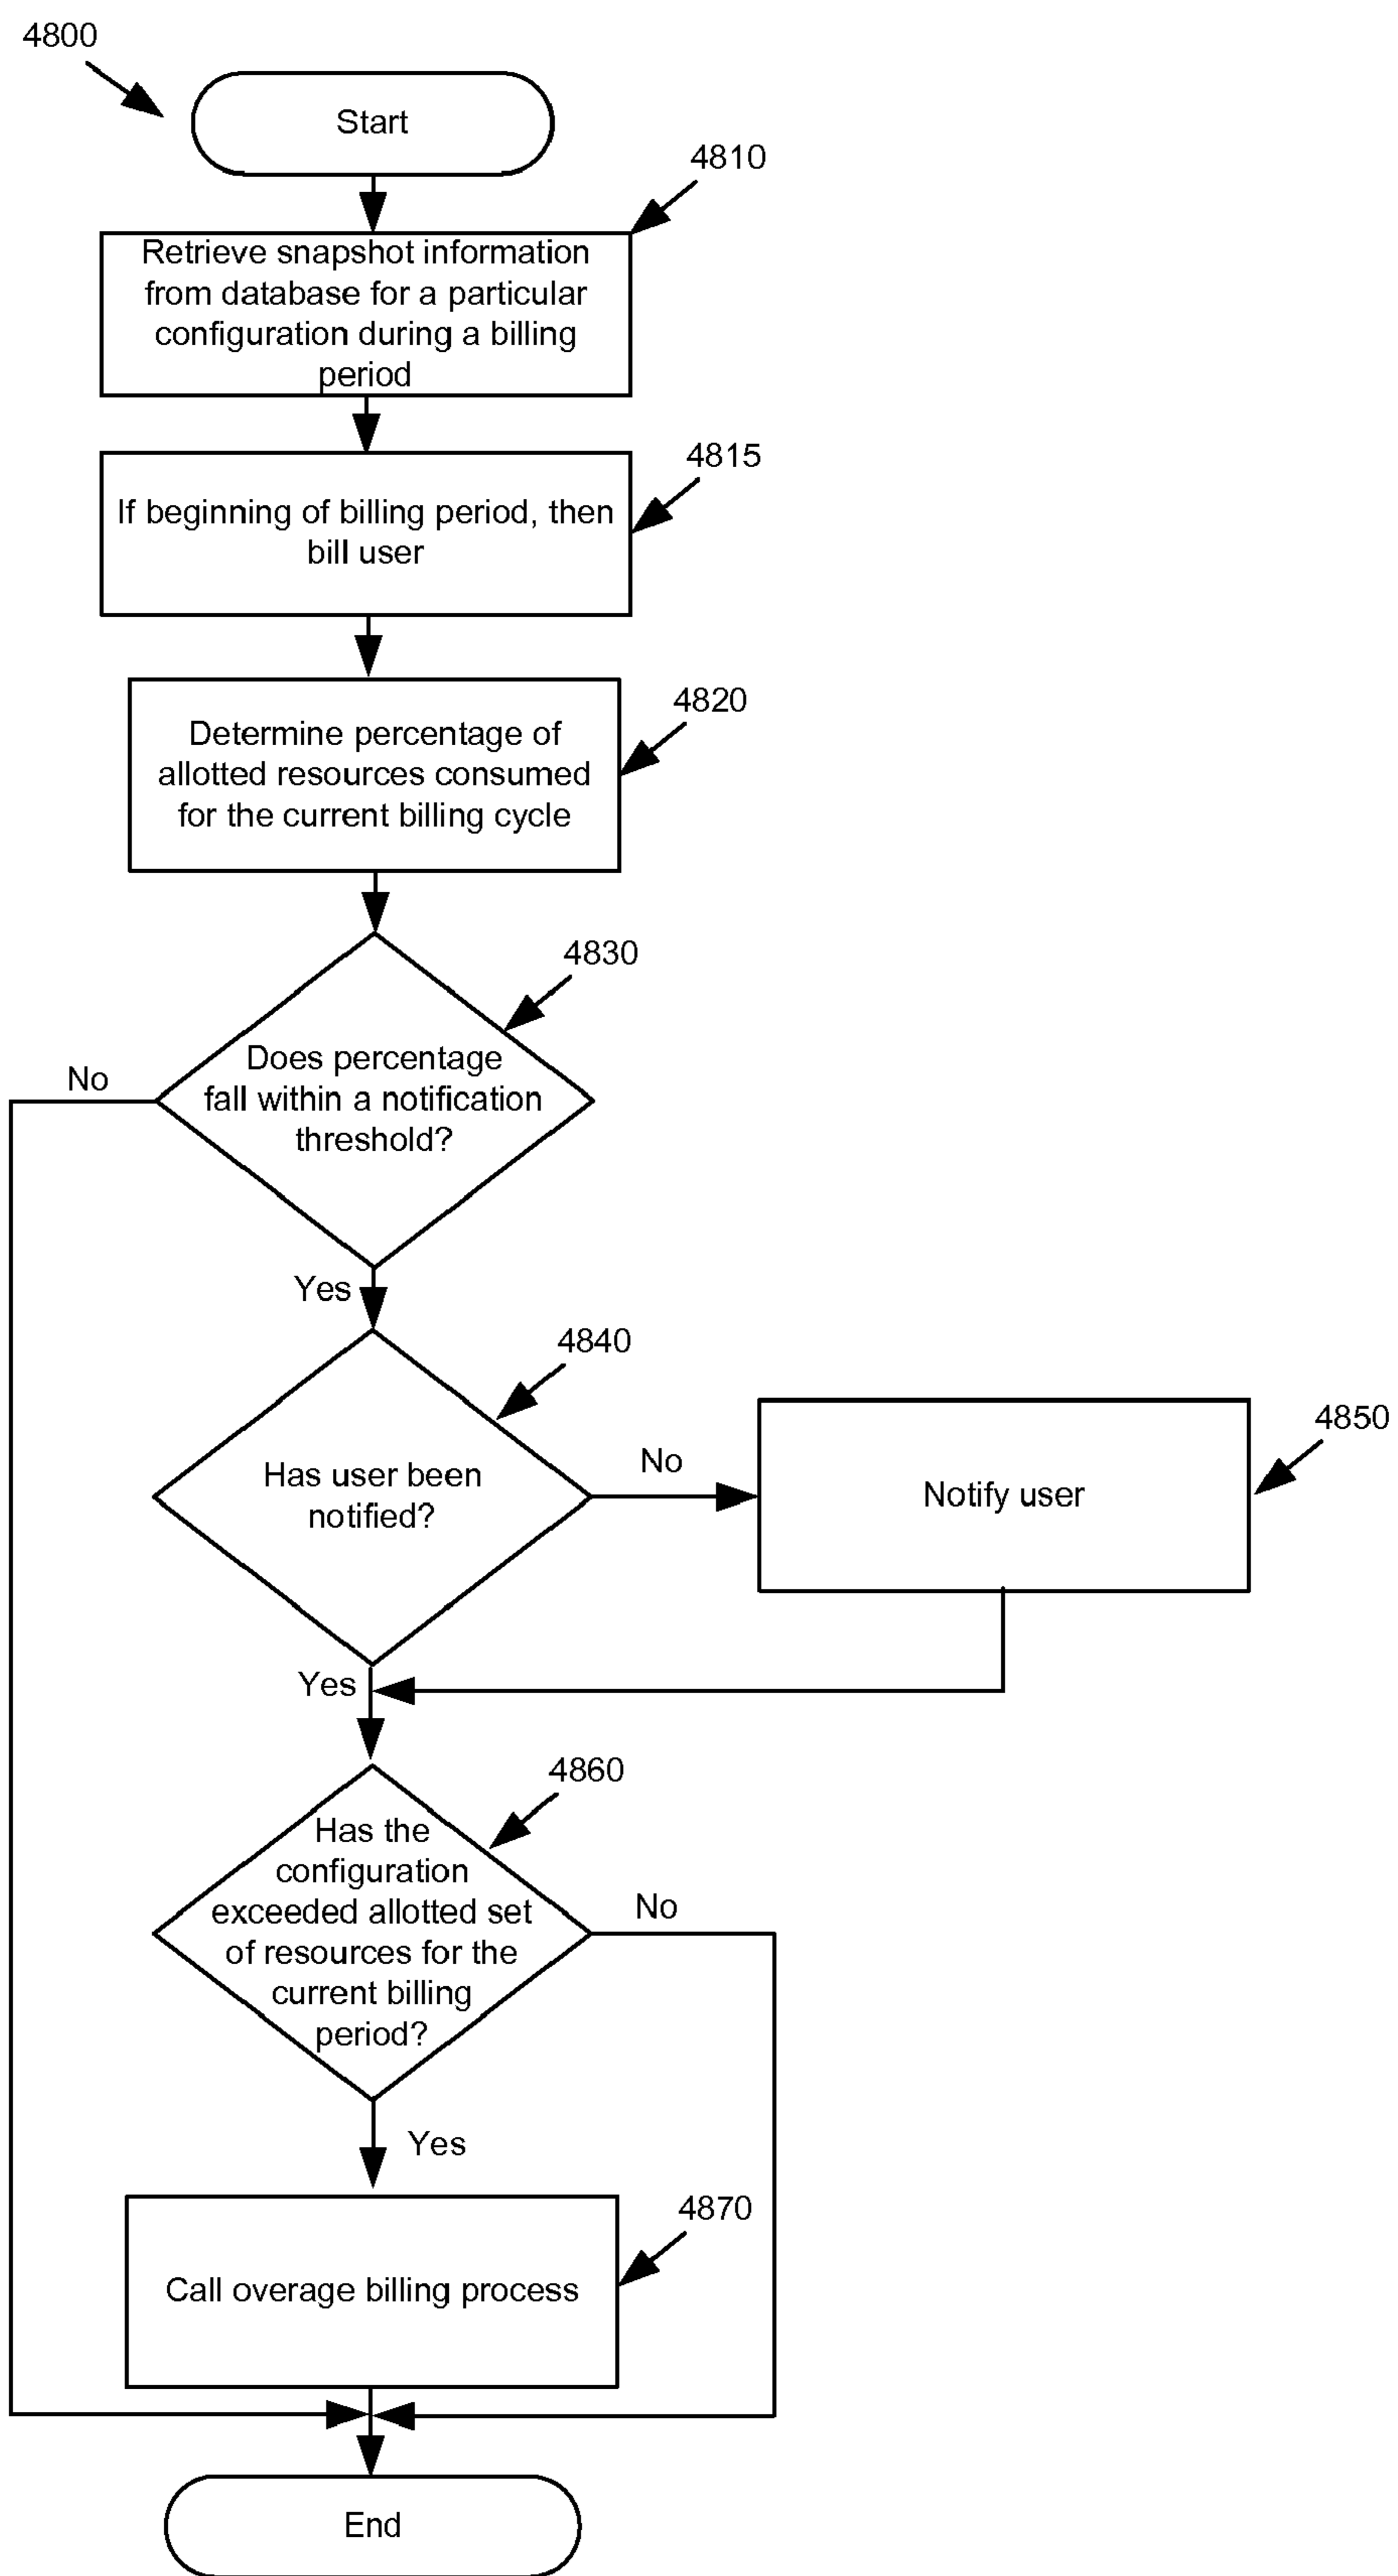 4800
Start
4810
Retrieve snapshot information
from database for a particular
configuration during a billing
period
4815
If beginning of billing period, then
bill user
4820
Determine percentage of
allotted resources consumed
for the current billing cycle
4830
Does percentage
fall within a notification
threshold?
No
Yes
4840
Has user been
notified?
No
4850
Notify user
Yes
4860
Has the
configuration
exceeded allotted set
of resources for the
current billing
period?
No
Yes
4870
Call overage billing process
End